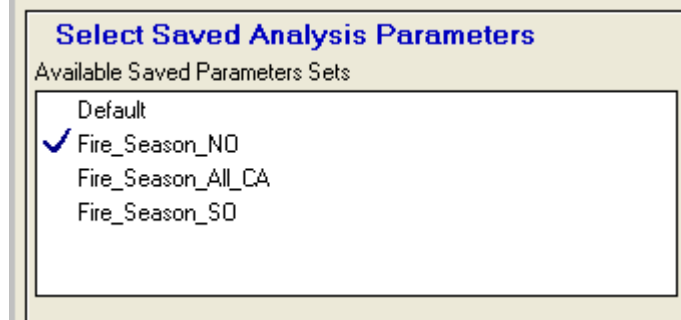 Select Saved Analysis Parameters
Available Saved Parameters Sets
Default
Fire_Season_NO
Fire_Season_All_CA
Fire_Season_SO